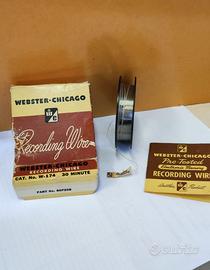 WEBSTER-CHICAGO
Recording Wire
WEBSTER-CHICAGO
RECORDING WIRE
CAT. No. W-174 30 MINUTE
WEBSTER-CHICAGO
Pre-Tested
RECORDING WIRE
subito